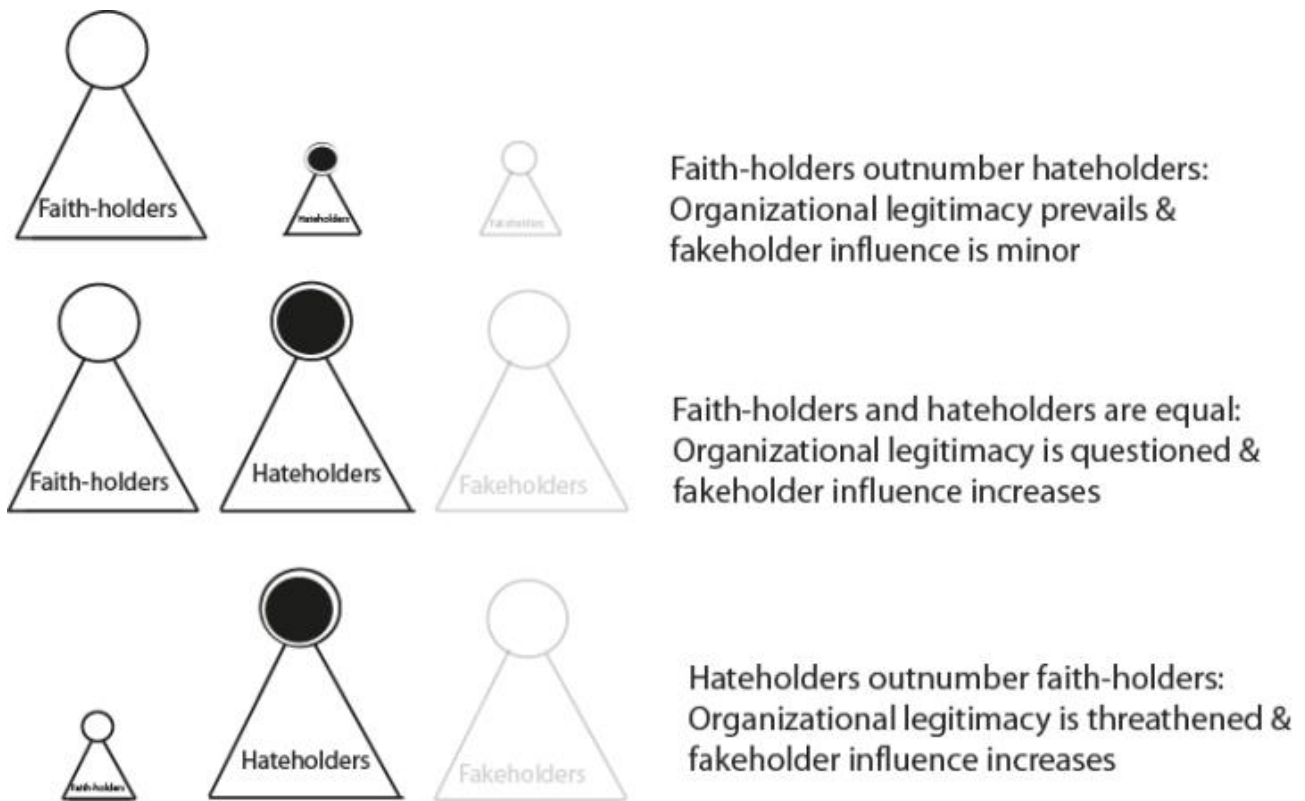 Faith-holders
Hateholders
Fakeholders
Faith-holders outnumber hateholders:
Organizational legitimacy prevails &
fakeholder influence is minor
Faith-holders
Hateholders
Fakeholders
Faith-holders and hateholders are equal:
Organizational legitimacy is questioned &
fakeholder influence increases
Faith-holders
Hateholders
Fakeholders
Hateholders outnumber faith-holders:
Organizational legitimacy is threathened &
fakeholder influence increases